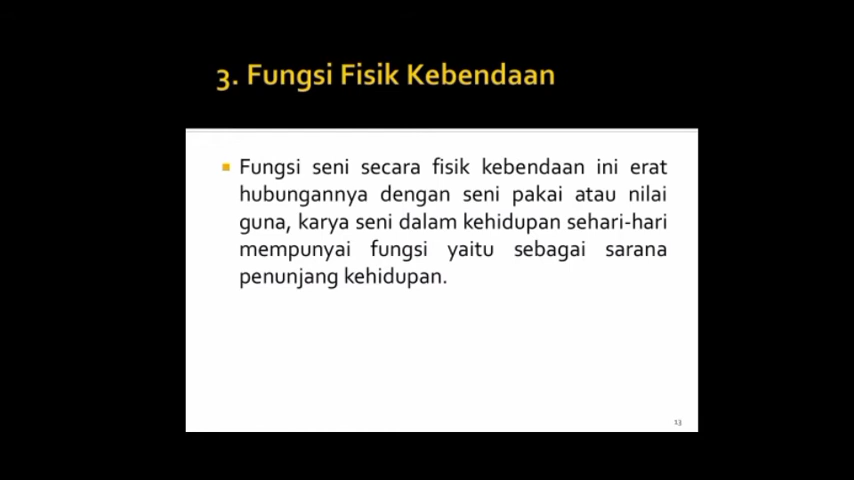 3. Fungsi Fisik Kebendaan
Fungsi seni secara fisik kebendaan ini erat
hubungannya dengan seni pakai atau nilai
guna, karya seni dalam kehidupan sehari-hari
mempunyai fungsi yaitu sebagai sarana
penunjang kehidupan.
13